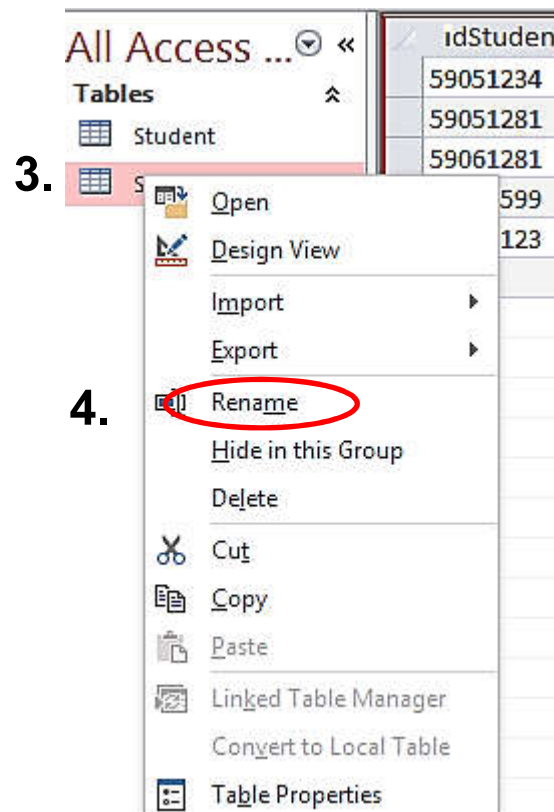 All Access ... «
idStuden
Tables
59051234
Student
59051281
59061281
3.
S
599
Open
123
Design View
Import
Export
4.
Rename
Hide in this Group
Delete
Cut
Copy
Paste
Linked Table Manager
Convert to Local Table
Table Properties